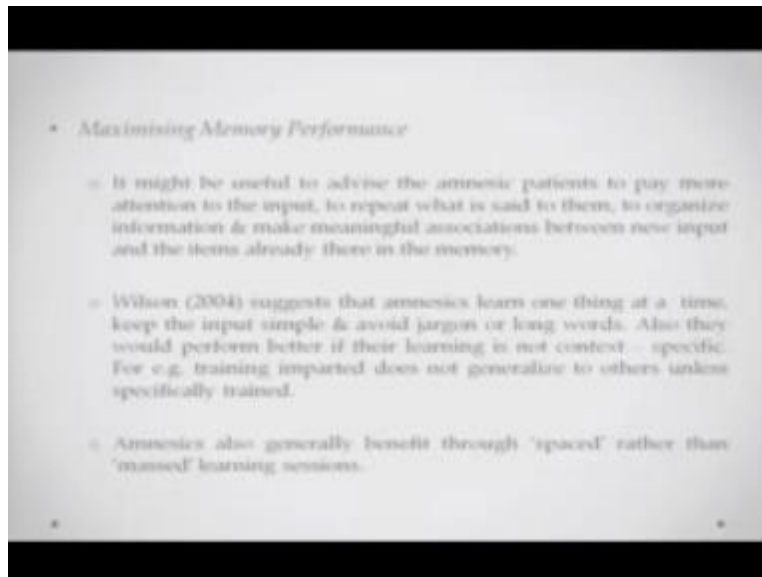 • Maximising Memory Performance
o It might be useful to advise the amnesic patients to pay more
attention to the input, to repeat what is said to them, to organize
information & make meaningful associations between new input
and the items already there in the memory.
o Wilson (2004) suggests that amnesics learn one thing at a time,
keep the input simple & avoid jargon or long words. Also they
would perform better if their learning is not context – specific.
For e.g. training imparted does not generalize to others unless
specifically trained.
o Amnesics also generally benefit through 'spaced' rather than
'massed' learning sessions.